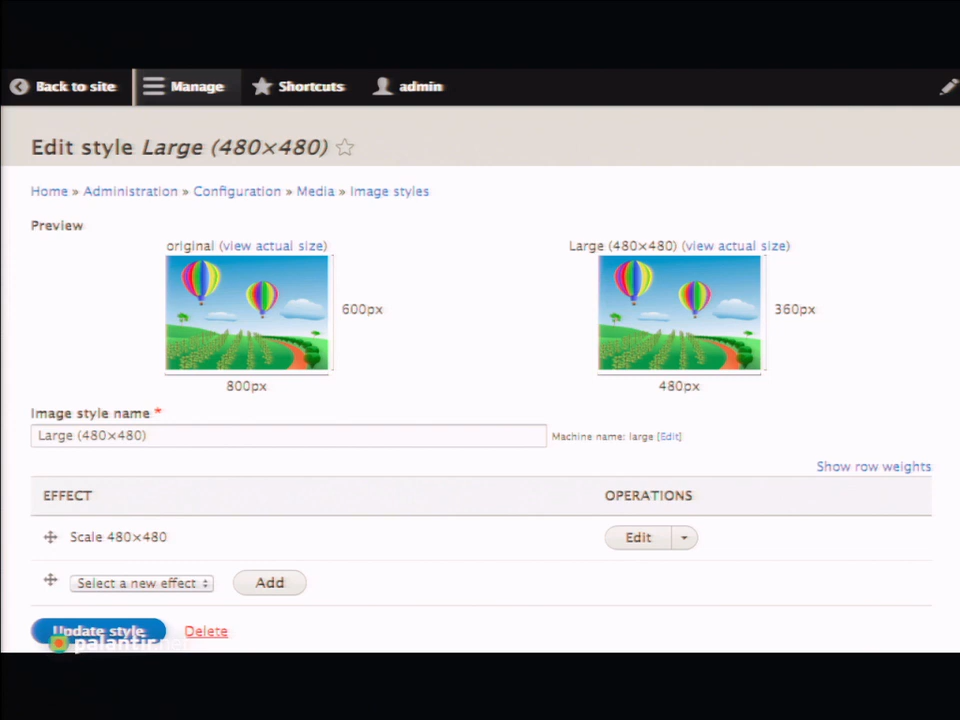 Back to site Manage Shortcuts admin
Edit style Large (480×480)
Home » Administration » Configuration » Media » Image styles
Preview
original (view actual size) Large (480×480) (view actual size)
600px 360px
800px 480px
Image style name *
Large (480×480) Machine name: large [Edit]
Show row weights
EFFECT OPERATIONS
Scale 480×480 Edit
Select a new effect Add
Update style Delete